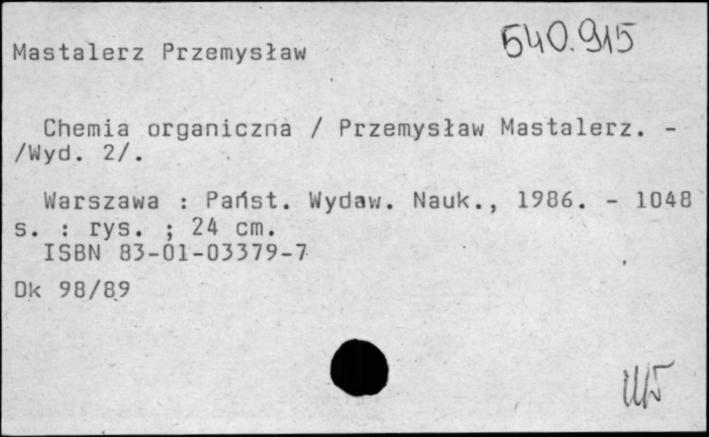 540.915
Mastalerz Przemysław
Chemia organiczna / Przemysław Mastalerz. -
/Wyd. 2/.
Warszawa : Państ. Wydaw. Nauk., 1986. - 1048
s. : rys. ; 24 cm.
ISBN 83-01-03379-7
Dk 98/89